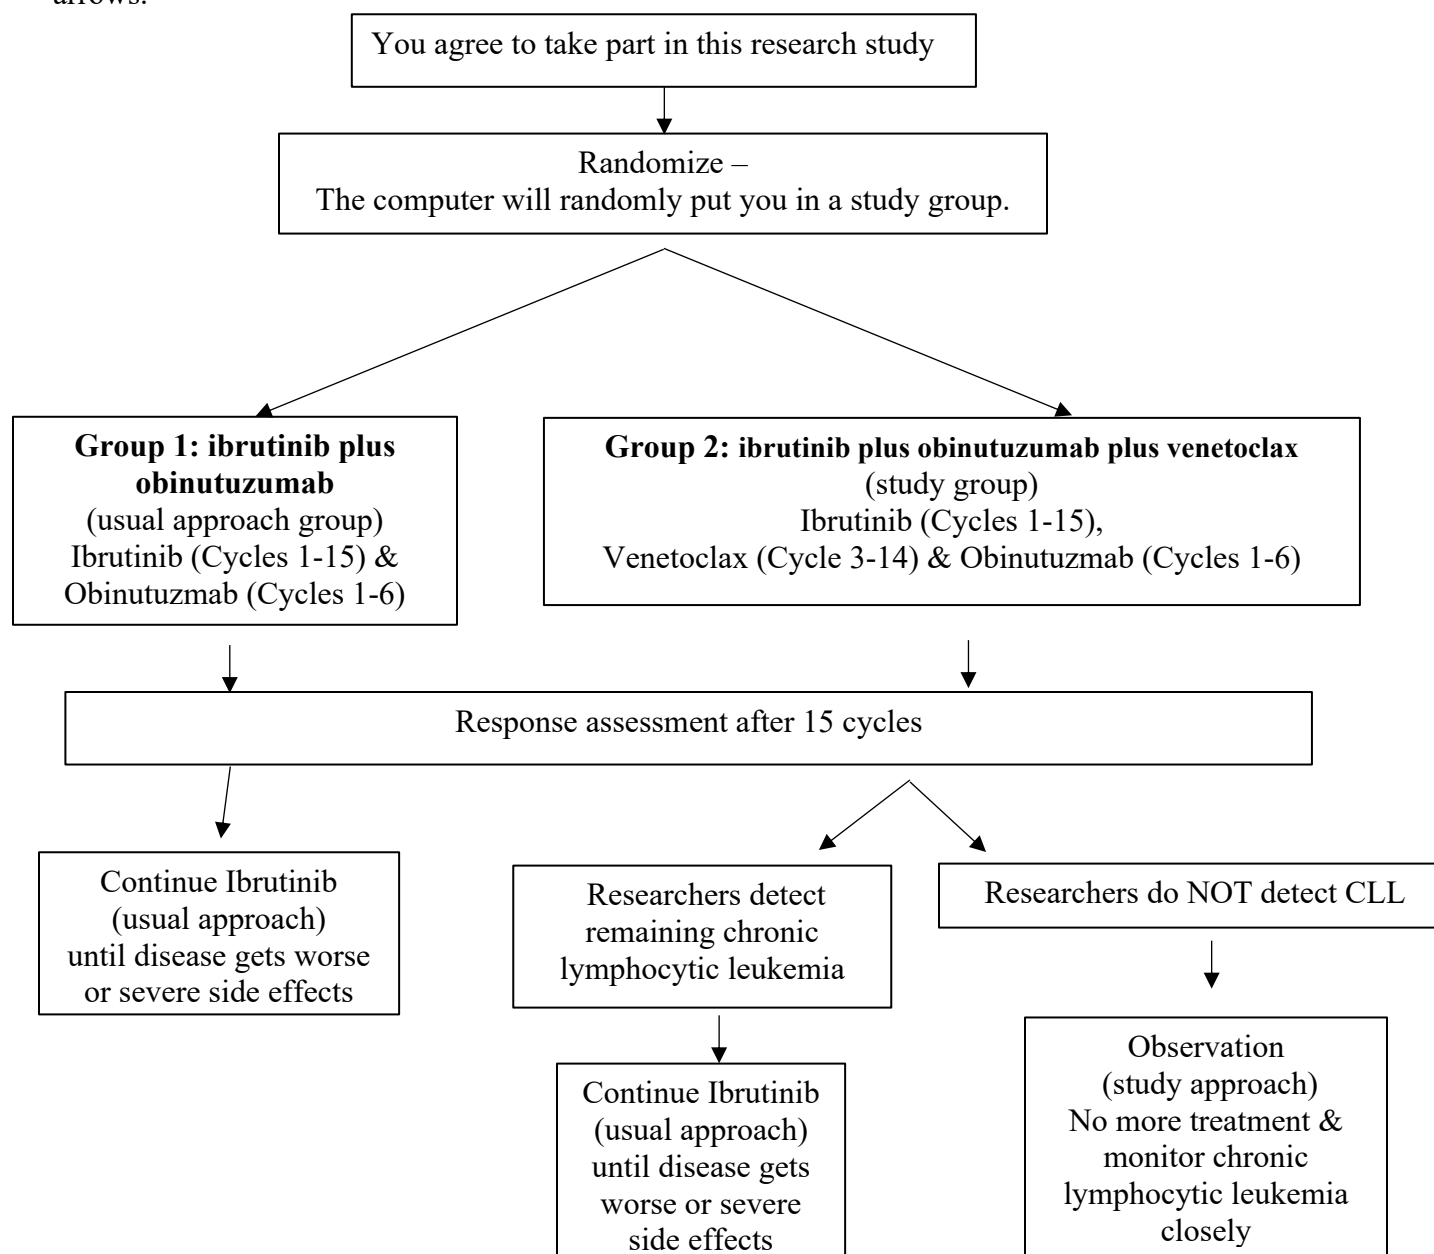 arrows.
You agree to take part in this research study
Randomize –
The computer will randomly put you in a study group.
Group 1: ibrutinib plus
obinutuzumab
(usual approach group)
Ibrutinib (Cycles 1-15) &
Obinutuzmab (Cycles 1-6)
Group 2: ibrutinib plus obinutuzumab plus venetoclax
(study group)
Ibrutinib (Cycles 1-15),
Venetoclax (Cycle 3-14) & Obinutuzmab (Cycles 1-6)
Response assessment after 15 cycles
Continue Ibrutinib
(usual approach)
until disease gets worse
or severe side effects
Researchers detect
remaining chronic
lymphocytic leukemia
Continue Ibrutinib
(usual approach)
until disease gets
worse or severe
side effects
Researchers do NOT detect CLL
Observation
(study approach)
No more treatment &
monitor chronic
lymphocytic leukemia
closely